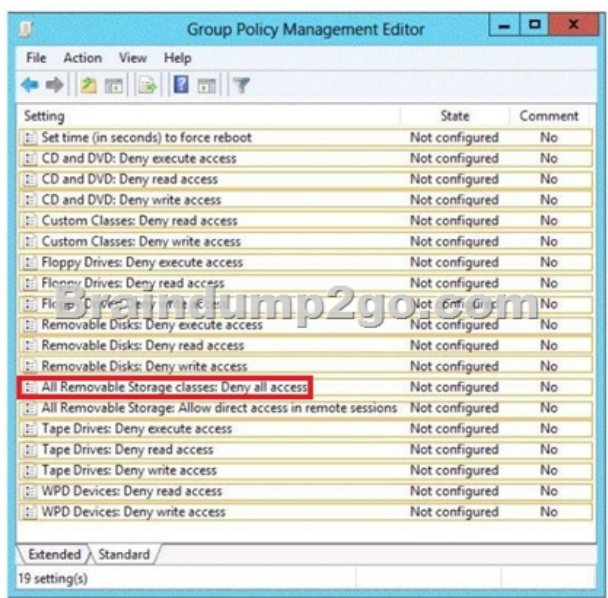 Group Policy Management Editor
File Action View Help
Setting State Comment
Set time (in seconds) to force reboot Not configured No
CD and DVD: Deny execute access Not configured No
CD and DVD: Deny read access Not configured No
CD and DVD: Deny write access Not configured No
Custom Classes: Deny read access Not configured No
Custom Classes: Deny write access Not configured No
Floppy Drives: Deny execute access Not configured No
Floppy Drives: Deny read access Not configured No
Floppy Drives: Deny write access Not configured No
Braindump2go.com
Removable Disks: Deny execute access Not configured No
Removable Disks: Deny read access Not configured No
Removable Disks: Deny write access Not configured No
All Removable Storage classes: Deny all access Not configured No
All Removable Storage: Allow direct access in remote sessions Not configured No
Tape Drives: Deny execute access Not configured No
Tape Drives: Deny read access Not configured No
Tape Drives: Deny write access Not configured No
WPD Devices: Deny read access Not configured No
WPD Devices: Deny write access Not configured No
Extended Standard
19 setting(s)